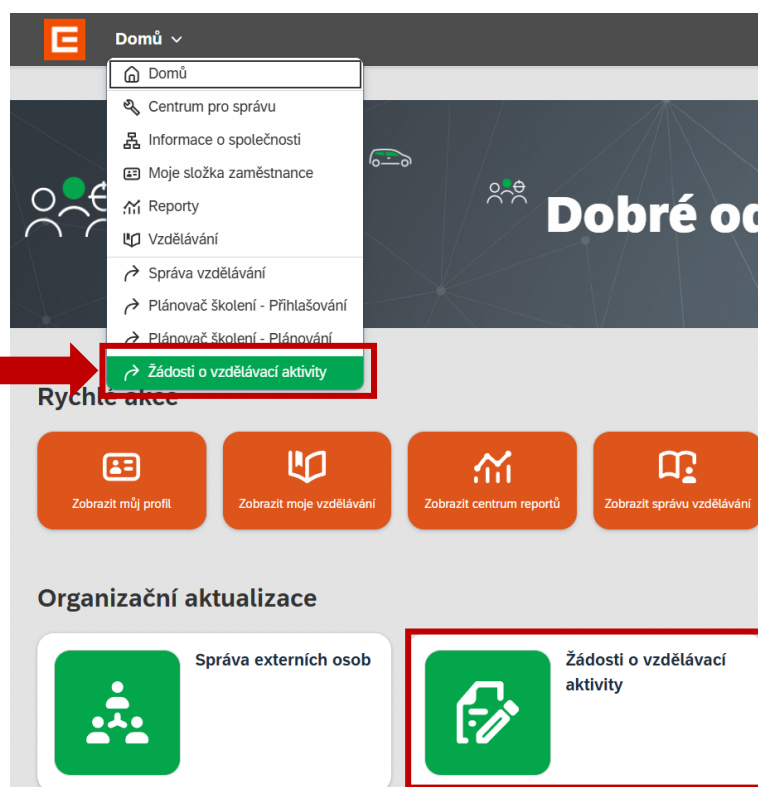 Domů
Domů
Centrum pro správu
Informace o společnosti
Moje složka zaměstnance
Reporty
Vzdělávání
Správa vzdělávání
Plánovač školení - Přihlašování
Plánovač školení - Plánování
Žádosti o vzdělávací aktivity
Dobré od
Rychlé akce
Zobrazit můj profil
Zobrazit moje vzdělávání
Zobrazit centrum reportů
Zobrazit správu vzdělávání
Organizační aktualizace
Správa externích osob
Žádosti o vzdělávací
aktivity